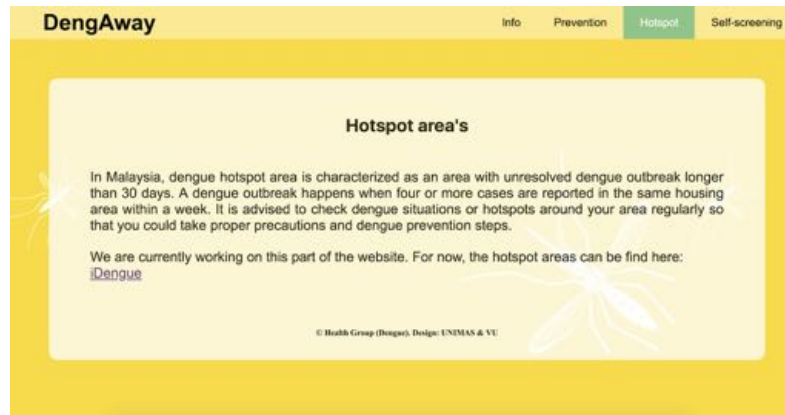 DengAway
Info Prevention Hotspot Self-screening
Hotspot area's
In Malaysia, dengue hotspot area is characterized as an area with unresolved dengue outbreak longer
than 30 days. A dengue outbreak happens when four or more cases are reported in the same housing
area within a week. It is advised to check dengue situations or hotspots around your area regularly so
that you could take proper precautions and dengue prevention steps.
We are currently working on this part of the website. For now, the hotspot areas can be find here:
iDengue
© Health Group (Dengue). Design: UNIMAS & VU